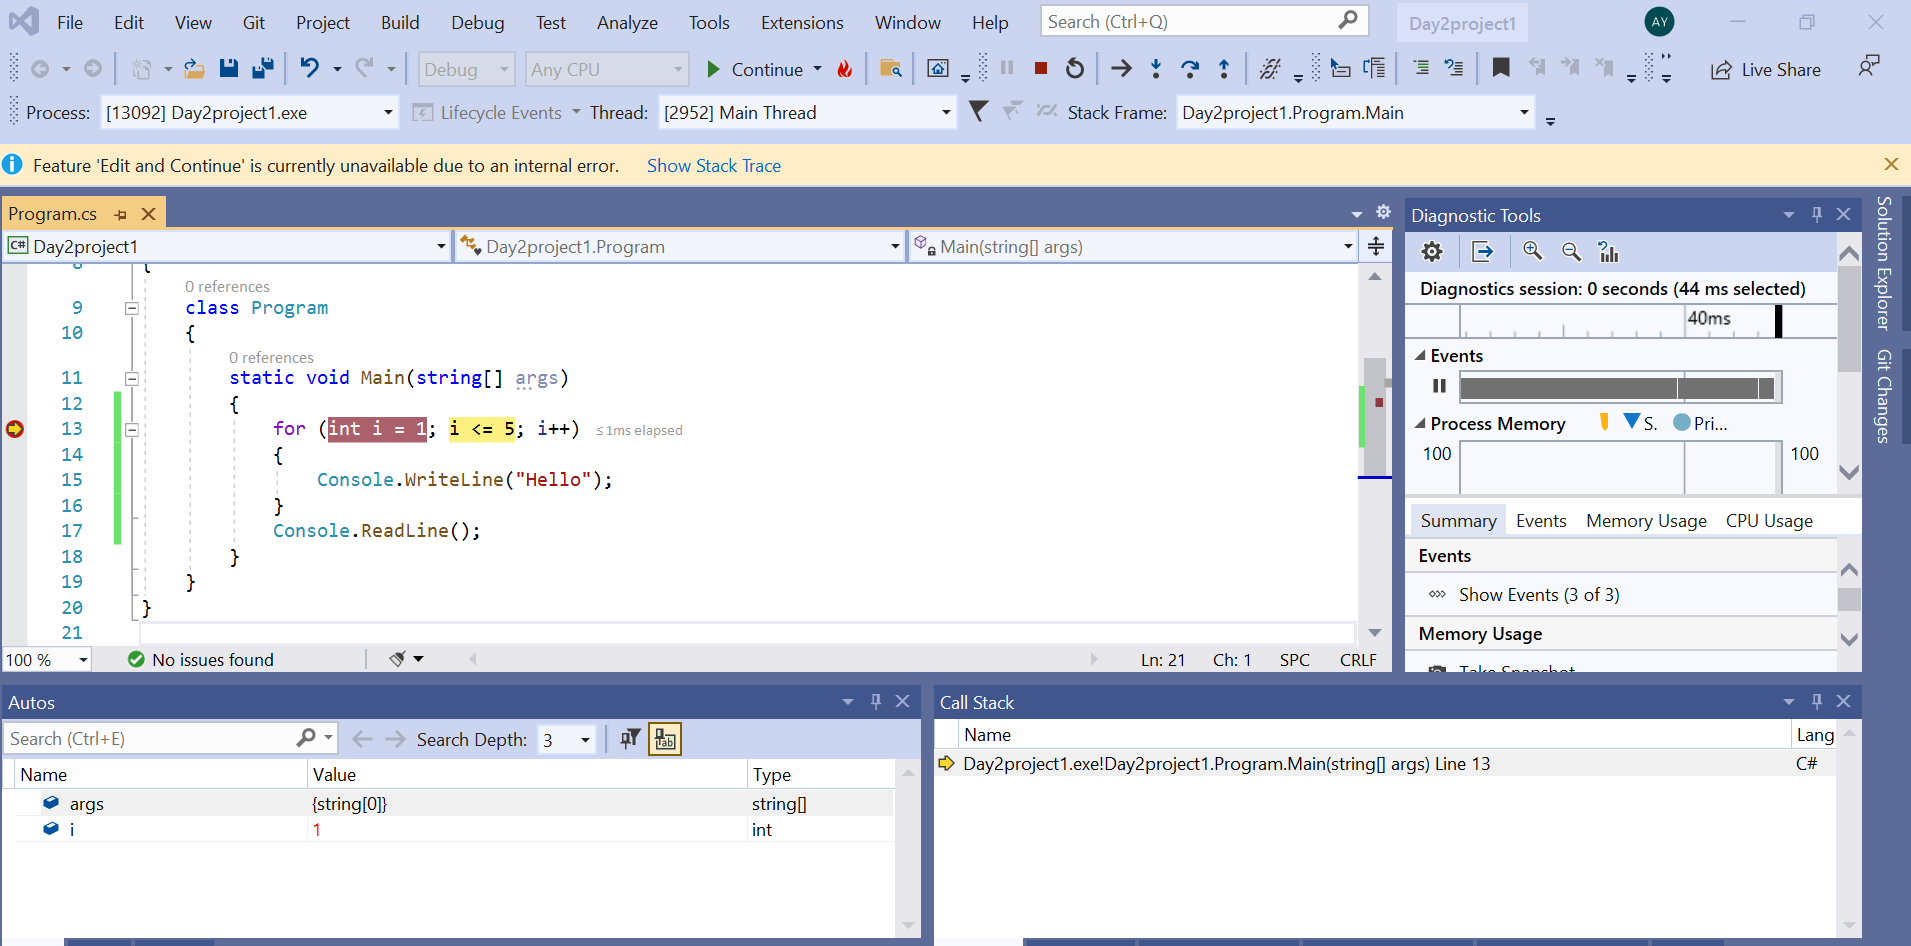 File Edit View Git Project Build Debug Test Analyze Tools Extensions Window Help Search (Ctrl+Q) Day2project1 AY
Debug Any CPU Continue Live Share
Process: [13092] Day2project1.exe Lifecycle Events Thread: [2952] Main Thread Stack Frame: Day2project1.Program.Main
Feature 'Edit and Continue' is currently unavailable due to an internal error. Show Stack Trace
Program.cs
C# Day2project1 Day2project1.Program Main(string[] args)
{
0 references
9 class Program
10 {
0 references
11 static void Main(string[] args)
12 {
13 for (int i = 1; i <= 5; i++) ≤1ms elapsed
14 {
15 Console.WriteLine("Hello");
16 }
17 Console.ReadLine();
18 }
19 }
20 }
21
100 % No issues found Ln: 21 Ch: 1 SPC CRLF
Diagnostic Tools
Diagnostics session: 0 seconds (44 ms selected)
40ms
Events
Process Memory S. Pri...
100 100
Summary Events Memory Usage CPU Usage
Events
Show Events (3 of 3)
Memory Usage
Take Snapshot
Solution Explorer
Git Changes
Autos
Search (Ctrl+E) Search Depth: 3
Name Value Type
args {string[0]} string[]
i 1 int
Call Stack
Name Lang
Day2project1.exe!Day2project1.Program.Main(string[] args) Line 13 C#